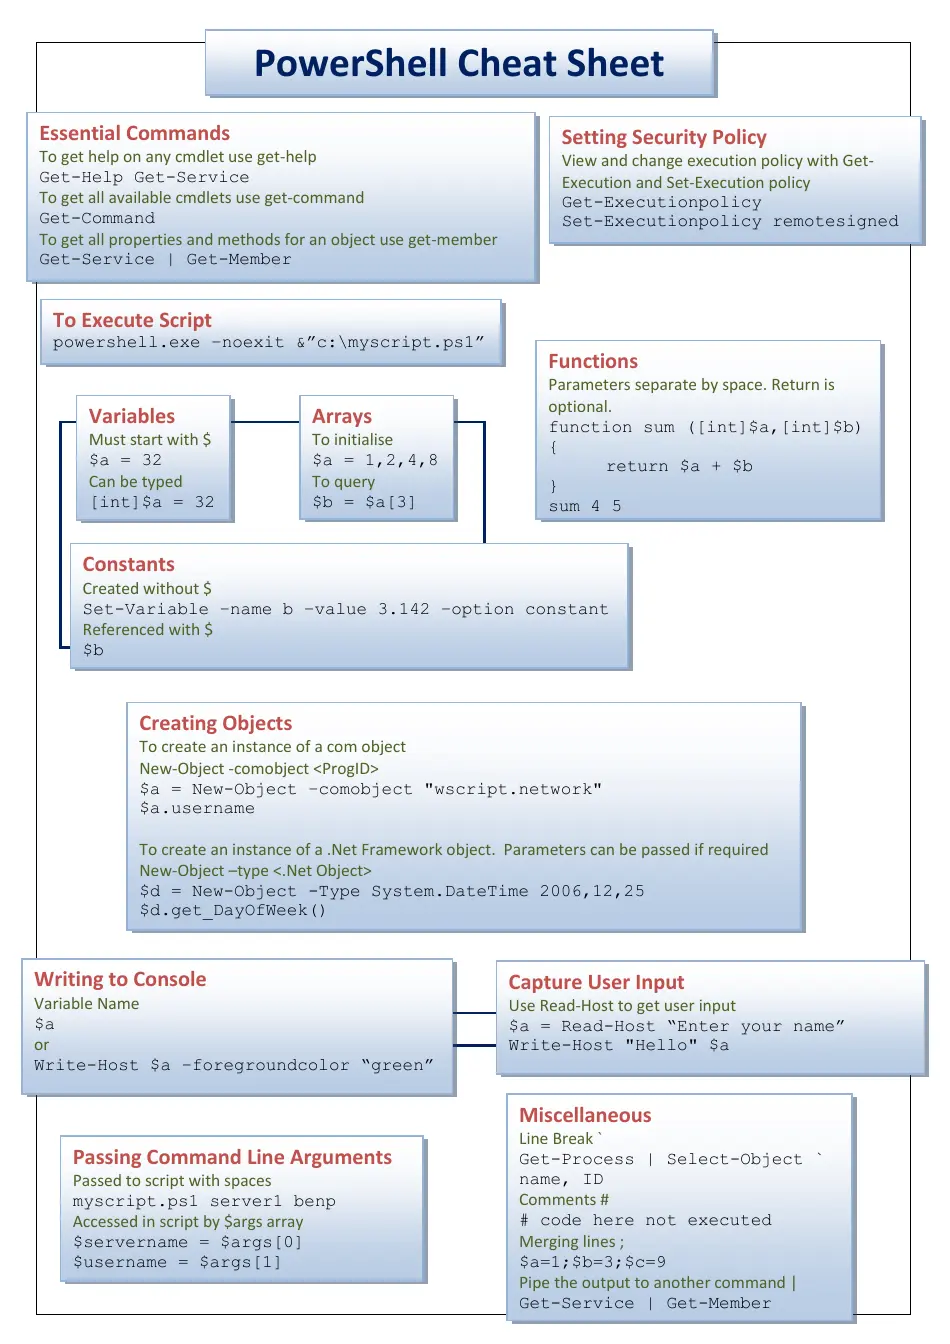 PowerShell Cheat Sheet
Essential Commands
To get help on any cmdlet use get-help
Get-Help Get-Service
To get all available cmdlets use get-command
Get-Command
To get all properties and methods for an object use get-member
Get-Service | Get-Member
Setting Security Policy
View and change execution policy with Get-
Execution and Set-Execution policy
Get-Executionpolicy
Set-Executionpolicy remotesigned
To Execute Script
powershell.exe –noexit &”c:\myscript.ps1”
Functions
Parameters separate by space. Return is
optional.
function sum ([int]$a,[int]$b)
{
return $a + $b
}
sum 4 5
Variables
Must start with $
$a = 32
Can be typed
[int]$a = 32
Arrays
To initialise
$a = 1,2,4,8
To query
$b = $a[3]
Constants
Created without $
Set-Variable –name b –value 3.142 –option constant
Referenced with $
$b
Creating Objects
To create an instance of a com object
New-Object -comobject <ProgID>
$a = New-Object –comobject "wscript.network"
$a.username
To create an instance of a .Net Framework object. Parameters can be passed if required
New-Object –type <.Net Object>
$d = New-Object -Type System.DateTime 2006,12,25
$d.get_DayOfWeek()
Writing to Console
Variable Name
$a
or
Write-Host $a –foregroundcolor “green”
Capture User Input
Use Read-Host to get user input
$a = Read-Host “Enter your name”
Write-Host "Hello" $a
Passing Command Line Arguments
Passed to script with spaces
myscript.ps1 server1 benp
Accessed in script by $args array
$servername = $args[0]
$username = $args[1]
Miscellaneous
Line Break `
Get-Process | Select-Object `
name, ID
Comments #
# code here not executed
Merging lines ;
$a=1;$b=3;$c=9
Pipe the output to another command |
Get-Service | Get-Member